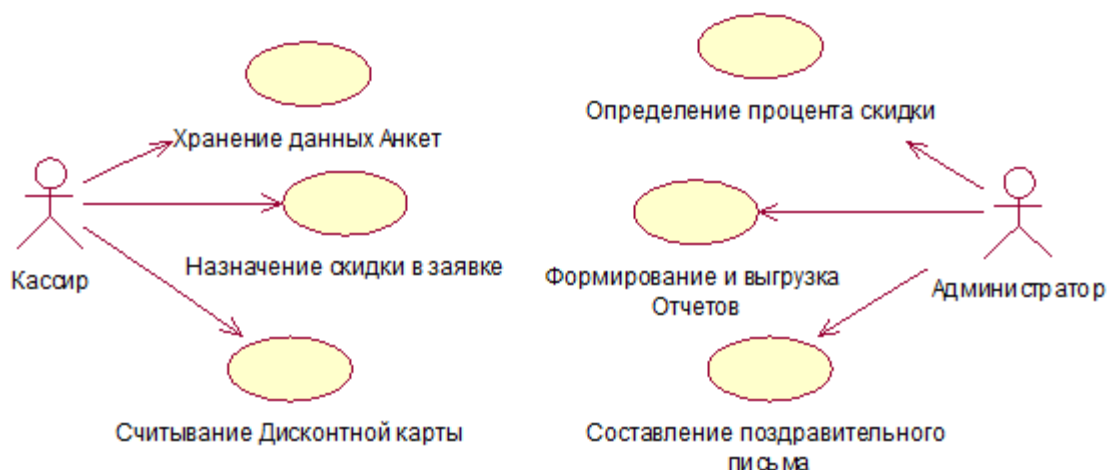 Определение процента скидки
Хранение данных Анкет
Назначение скидки в заявке
Кассир
Формирование и выгрузка
Отчетов
Администратор
Считывание Дисконтной карты
Составление поздравительного
письма